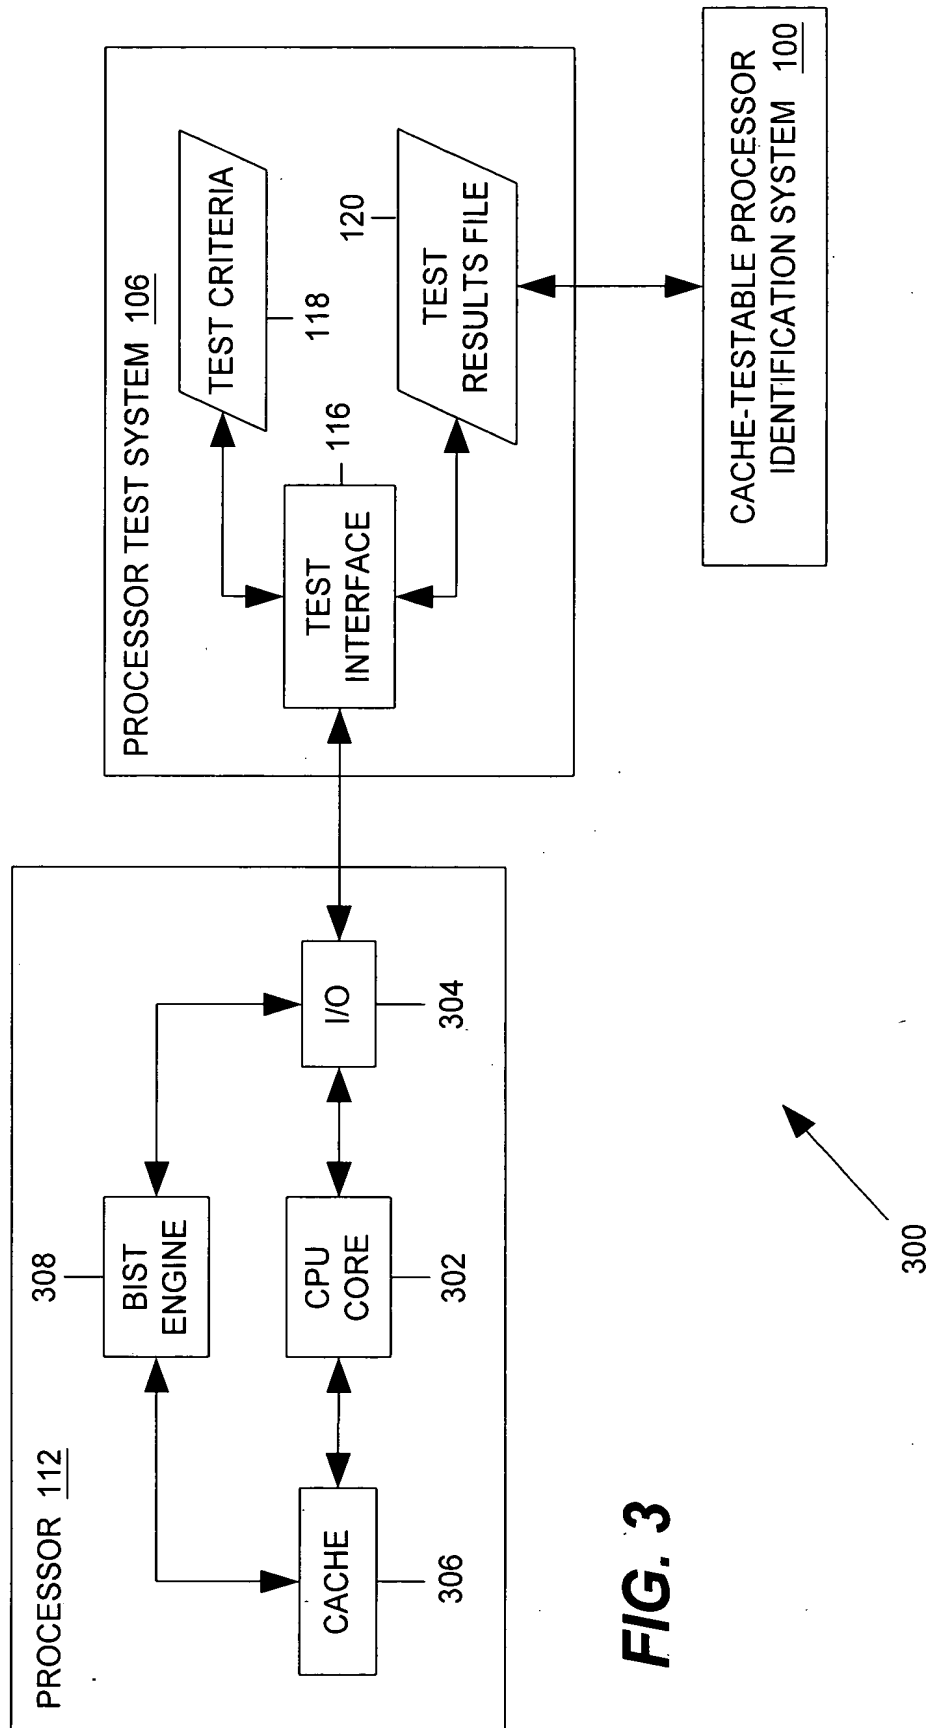 PROCESSOR 112
308
BIST
ENGINE
CACHE
306
CPU
CORE
302
I/O
304
PROCESSOR TEST SYSTEM 106
TEST CRITERIA
118
TEST
INTERFACE
116
120
TEST
RESULTS FILE
CACHE-TESTABLE PROCESSOR
IDENTIFICATION SYSTEM 100
300
FIG. 3